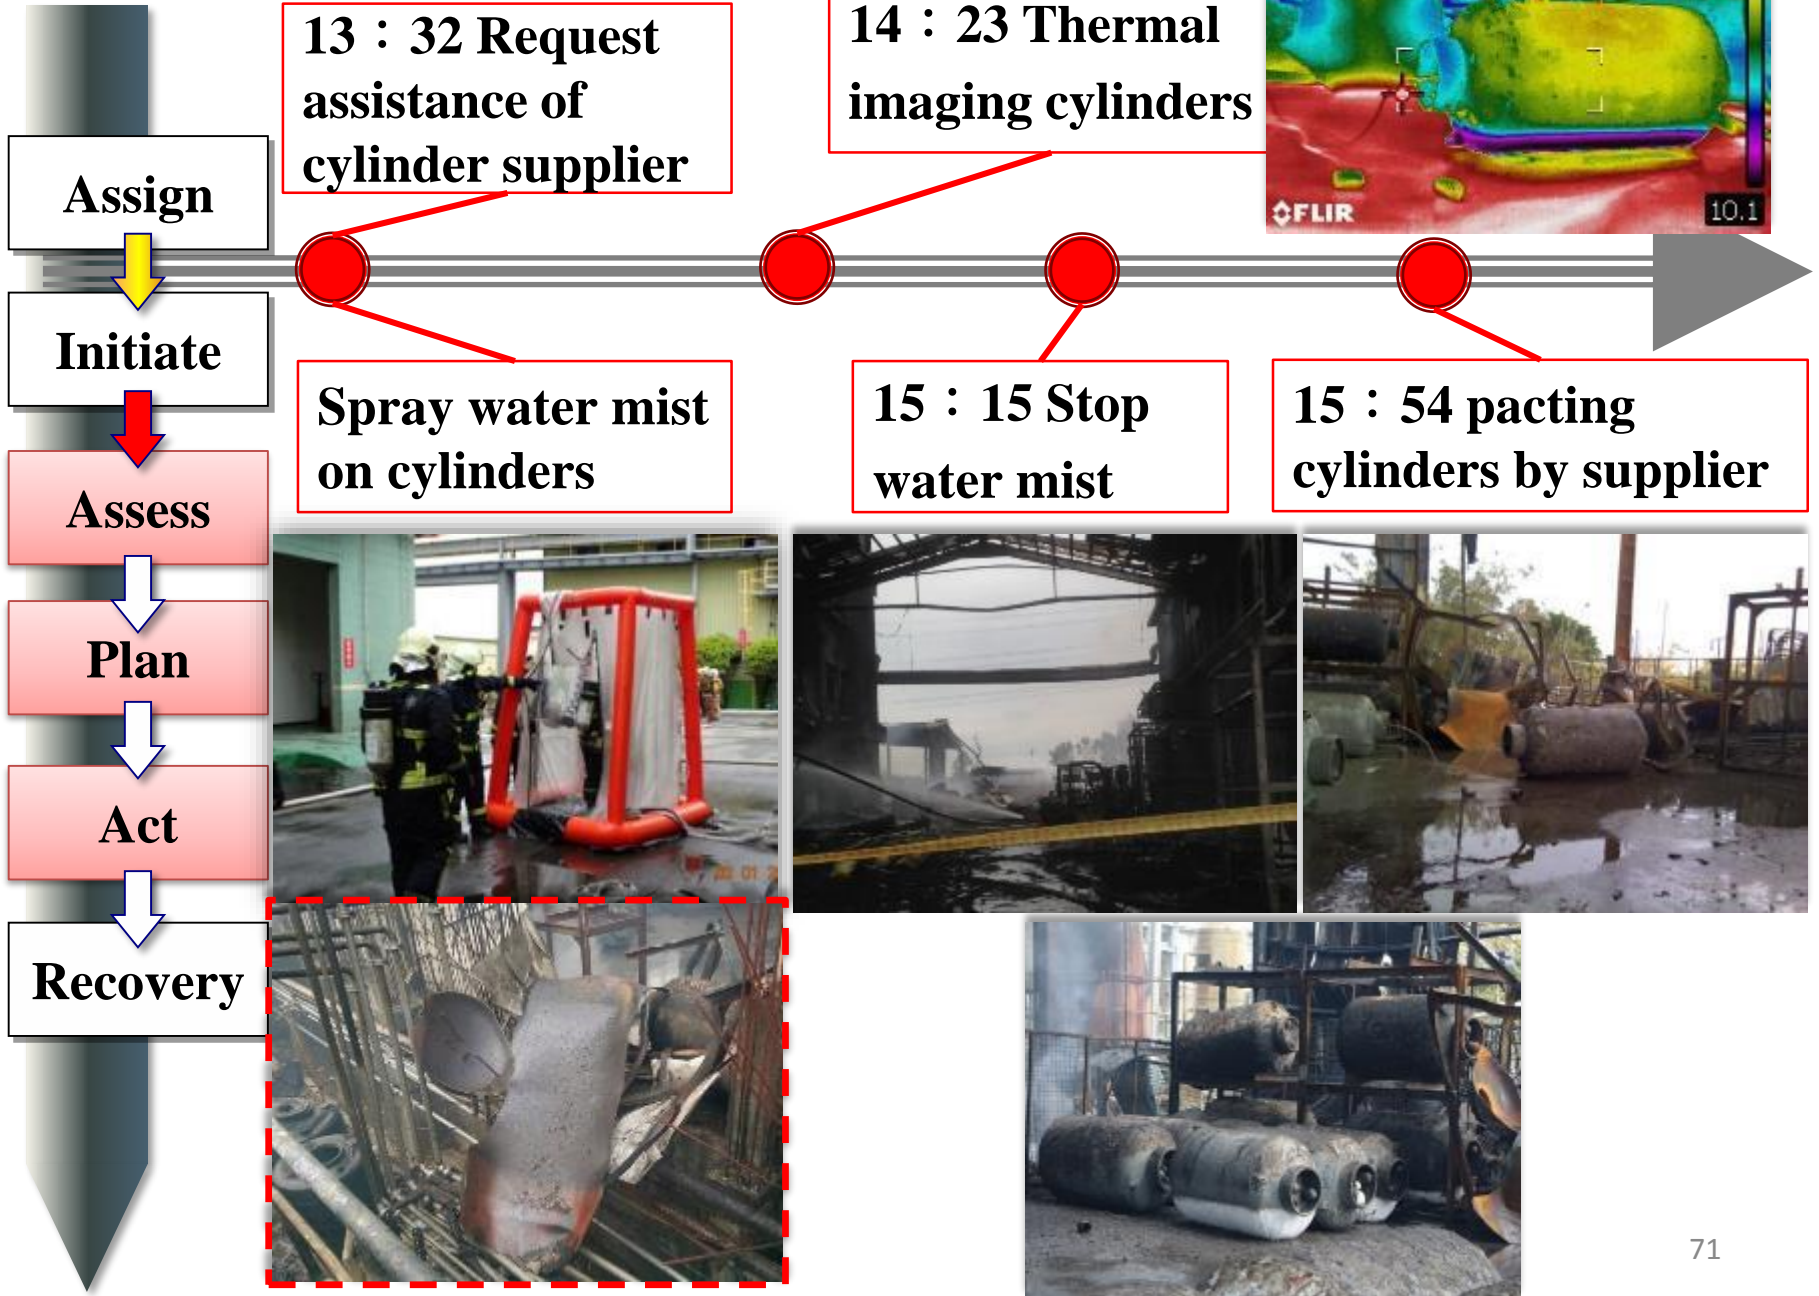 13：32 Request
assistance of
cylinder supplier
14：23 Thermal
imaging cylinders
FLIR
10.1
Assign
Initiate
Assess
Plan
Act
Recovery
Spray water mist
on cylinders
15：15 Stop
water mist
15：54 pacting
cylinders by supplier
71